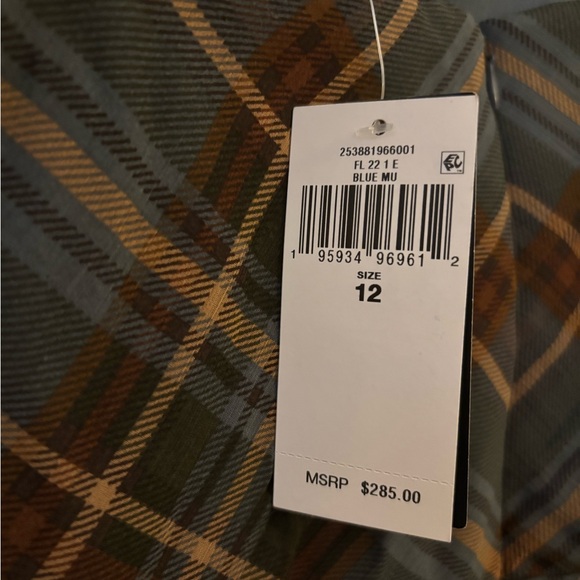 253881966001
FL 22 1 E
BLUE MU
1 95934 96961 2
SIZE
12
MSRP $285.00